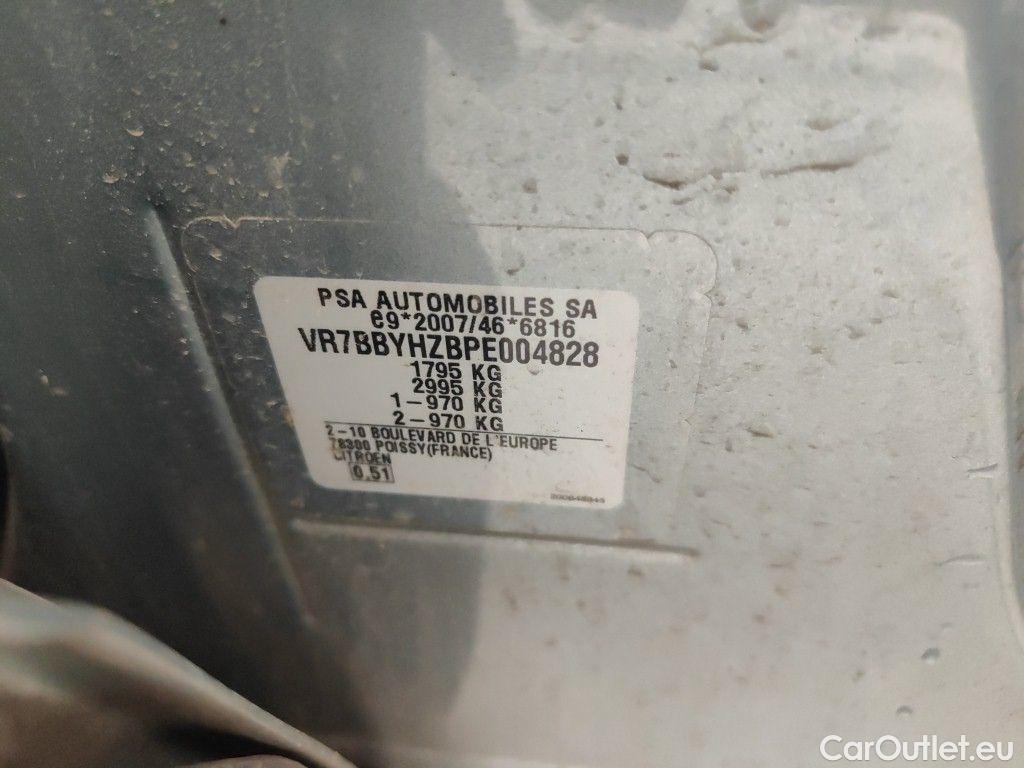 PSA AUTOMOBILES SA
e9*2007/46*6816
VR7BBYHZBPE004828
1795 KG
2995 KG
1-970 KG
2-970 KG
2-10 BOULEVARD DE L'EUROPE
78300 POISSY(FRANCE)
CITROEN
0.51
CarOutlet.eu